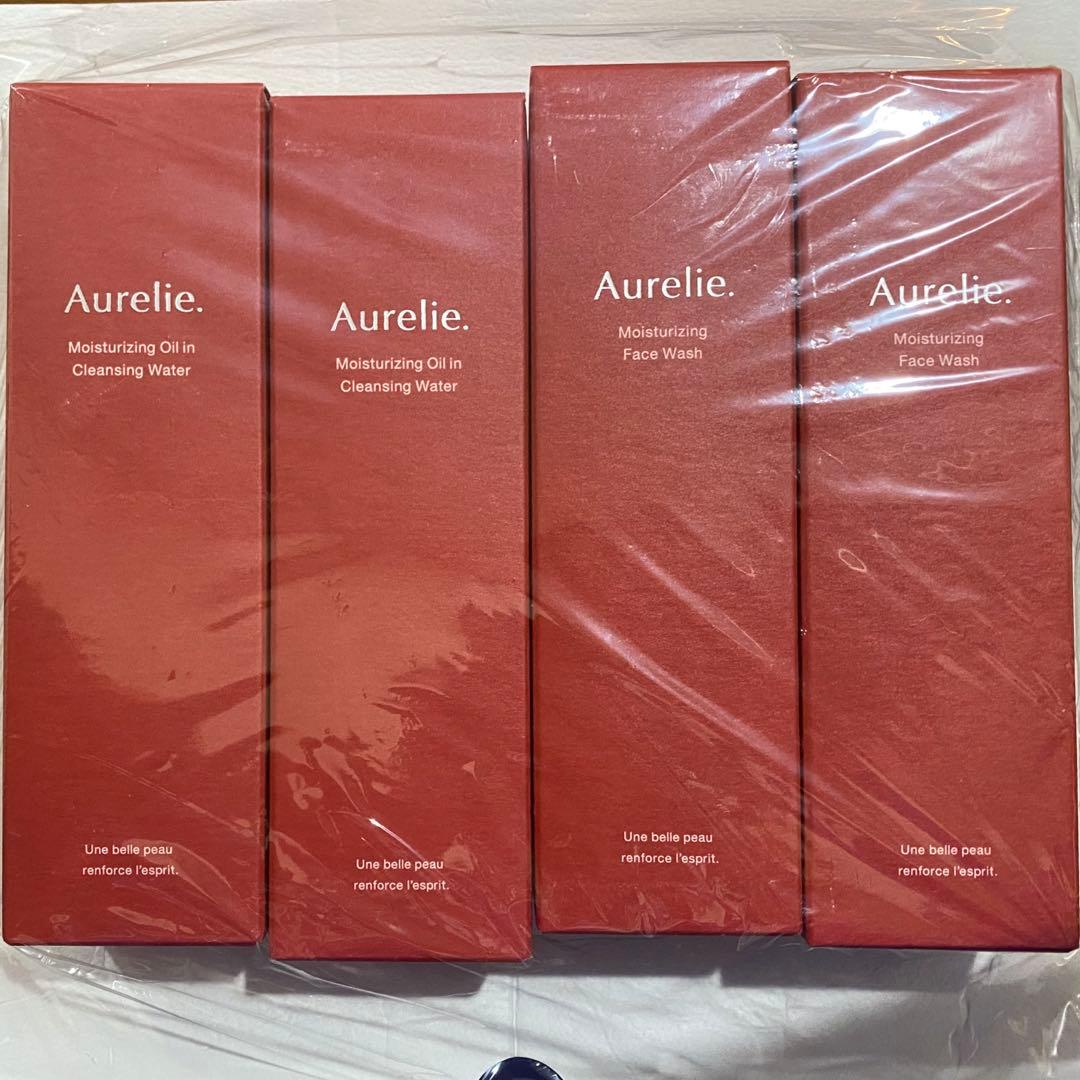 Aurelie.
Moisturizing Oil in
Cleansing Water
Une belle peau
renforce l'esprit.
Aurelie.
Moisturizing Oil in
Cleansing Water
Une belle peau
renforce l'esprit.
Aurelie.
Moisturizing
Face Wash
Une belle peau
renforce l'esprit.
Aurelie.
Moisturizing
Face Wash
Une belle peau
renforce l'esprit.